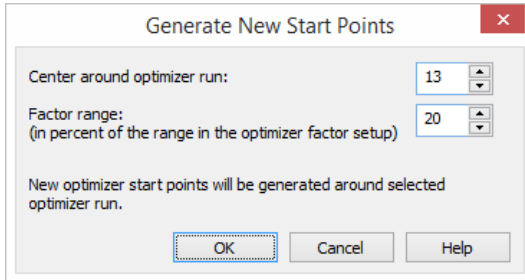 Generate New Start Points
Center around optimizer run: 13
Factor range: 20
(in percent of the range in the optimizer factor setup)
New optimizer start points will be generated around selected
optimizer run.
OK Cancel Help